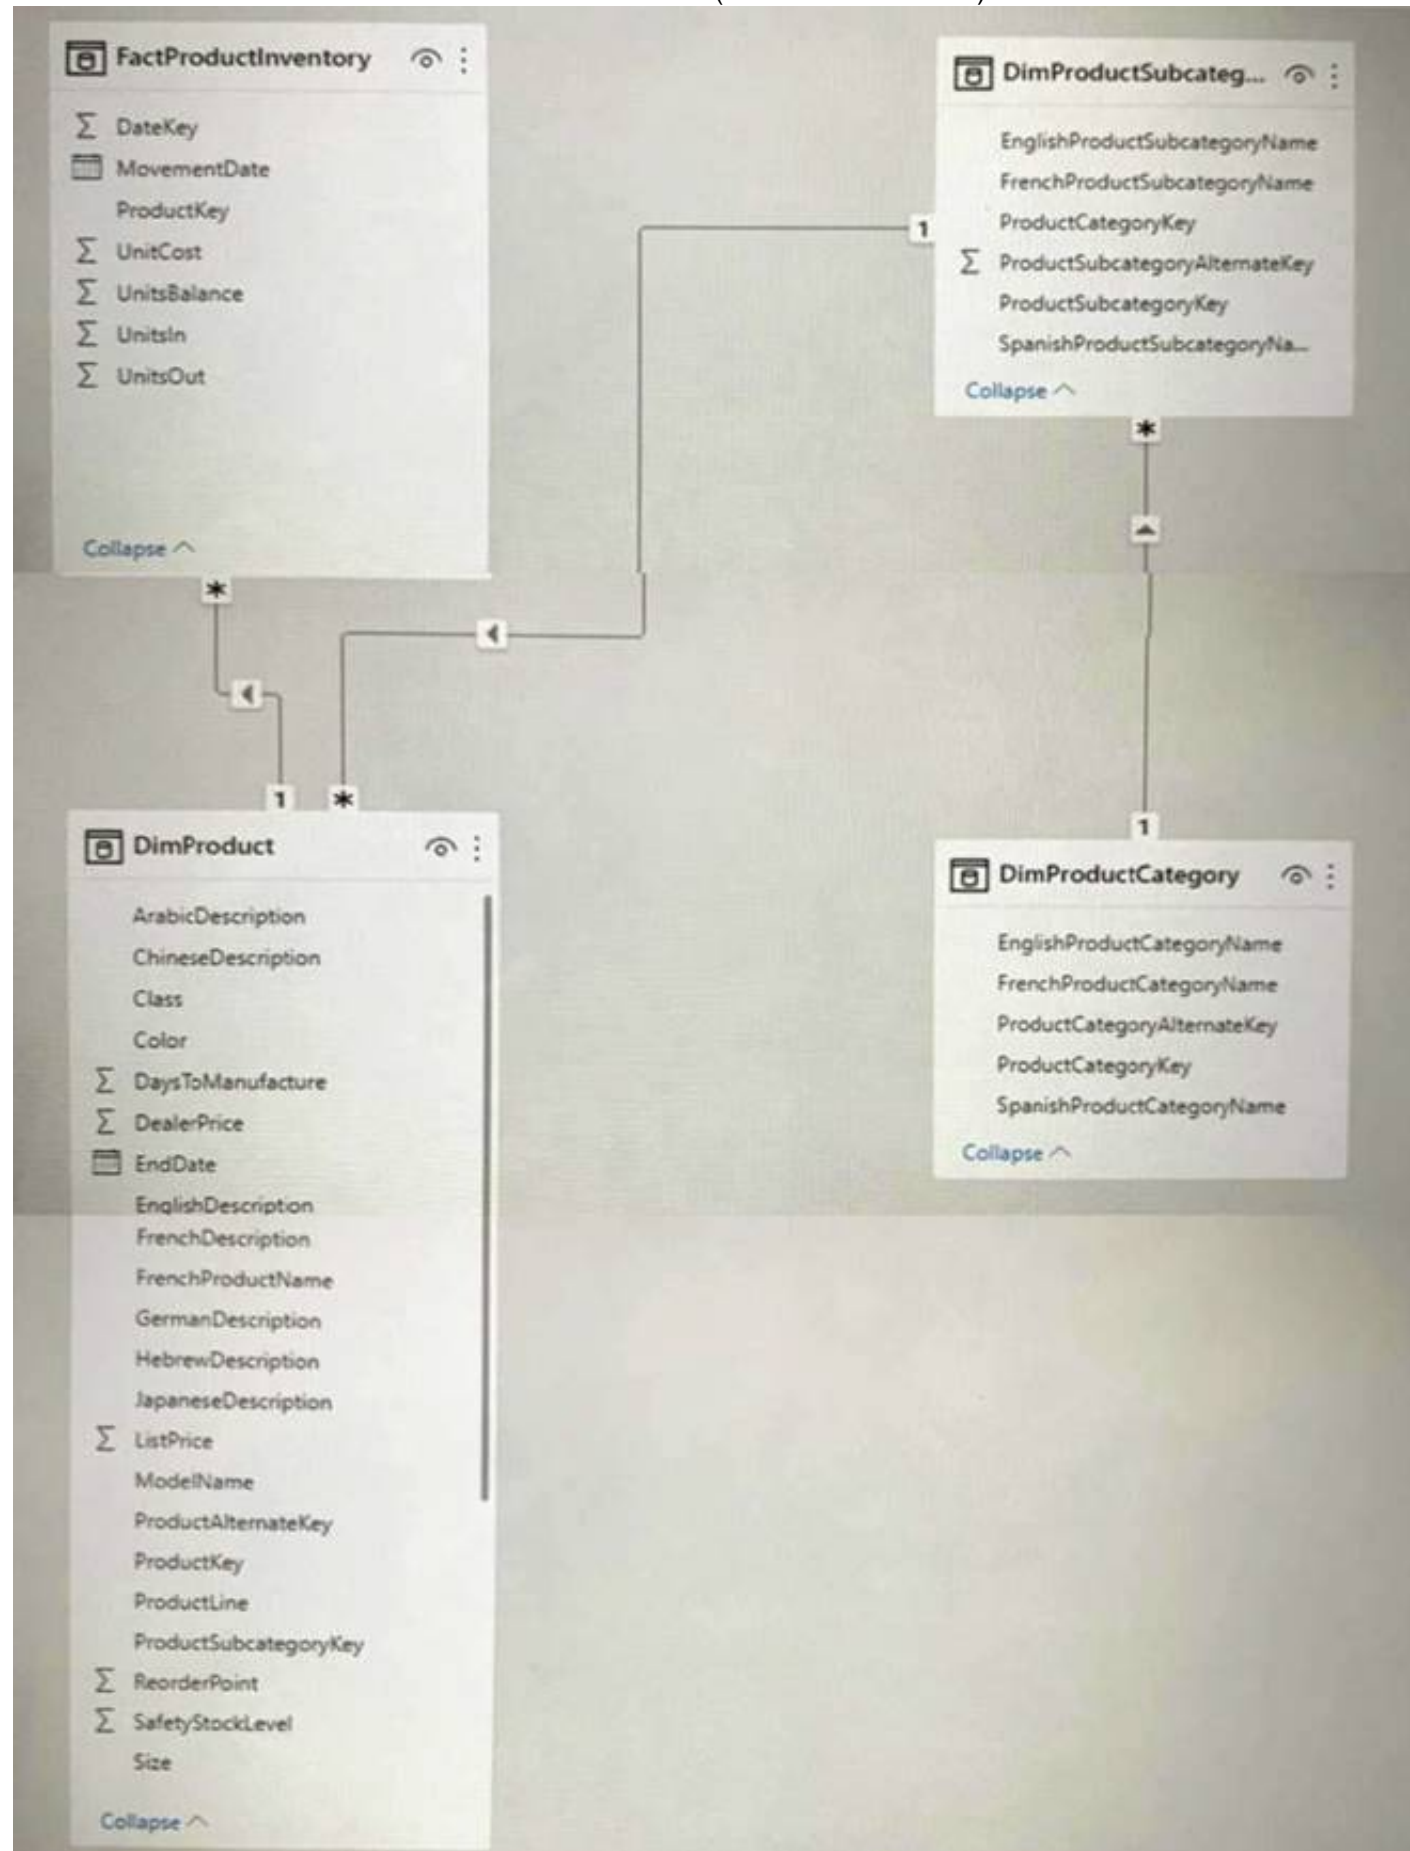 FactProductInventory
DateKey
MovementDate
ProductKey
UnitCost
UnitsBalance
UnitsIn
UnitsOut
Collapse
*
1
DimProductSubcateg...
EnglishProductSubcategoryName
FrenchProductSubcategoryName
ProductCategoryKey
ProductSubcategoryAlternateKey
ProductSubcategoryKey
SpanishProductSubcategoryNa...
Collapse
*
1
*
1
DimProduct
ArabicDescription
ChineseDescription
Class
Color
DaysToManufacture
DealerPrice
EndDate
EnglishDescription
FrenchDescription
FrenchProductName
GermanDescription
HebrewDescription
JapaneseDescription
ListPrice
ModelName
ProductAlternateKey
ProductKey
ProductLine
ProductSubcategoryKey
ReorderPoint
SafetyStockLevel
Size
Collapse
DimProductCategory
EnglishProductCategoryName
FrenchProductCategoryName
ProductCategoryAlternateKey
ProductCategoryKey
SpanishProductCategoryName
Collapse